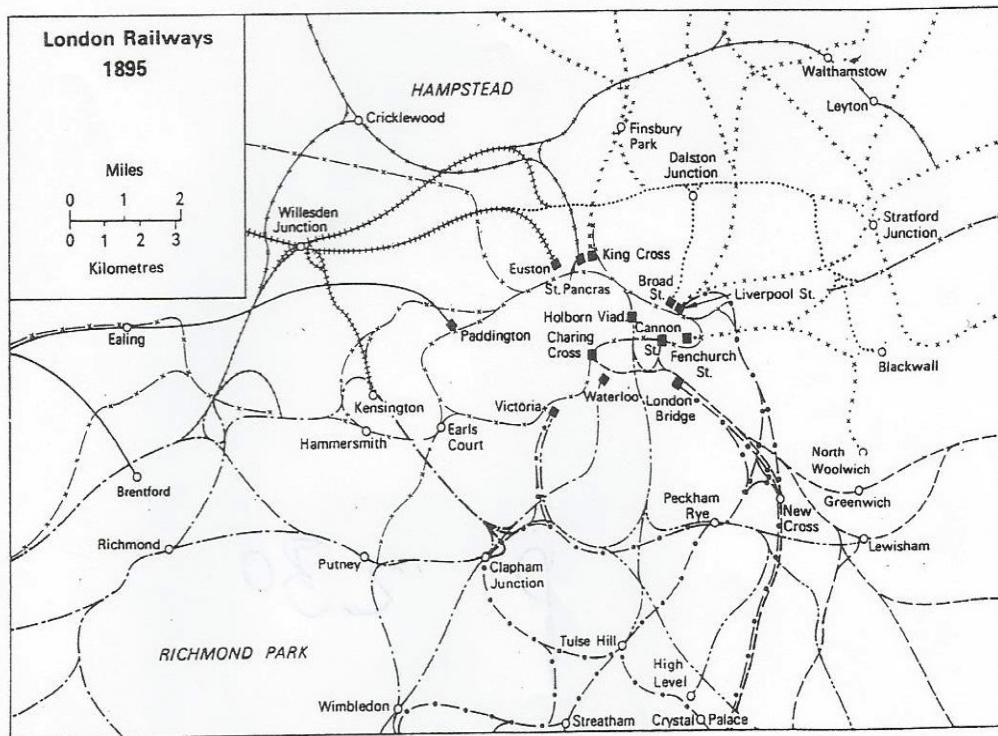 London Railways
1895
Miles
0 1 2
0 1 2 3
Kilometres
HAMPSTEAD
Cricklewood
Walthamstow
Leyton
Finsbury
Park
Dalston
Junction
Willesden
Junction
Stratford
Junction
King Cross
Euston
St. Pancras
Broad
St.
Liverpool St.
Holborn Viad.
Ealing
Paddington
Charing
Cross
Cannon
St.
Fenchurch
St.
Blackwall
Kensington
Victoria
Waterloo
London
Bridge
Hammersmith
Earls
Court
North
Woolwich
Brentford
Greenwich
Peckham
Rye
New
Cross
Richmond
Putney
Clapham
Junction
Lewisham
RICHMOND PARK
Tulse Hill
High
Level
Wimbledon
Streatham
Crystal Palace